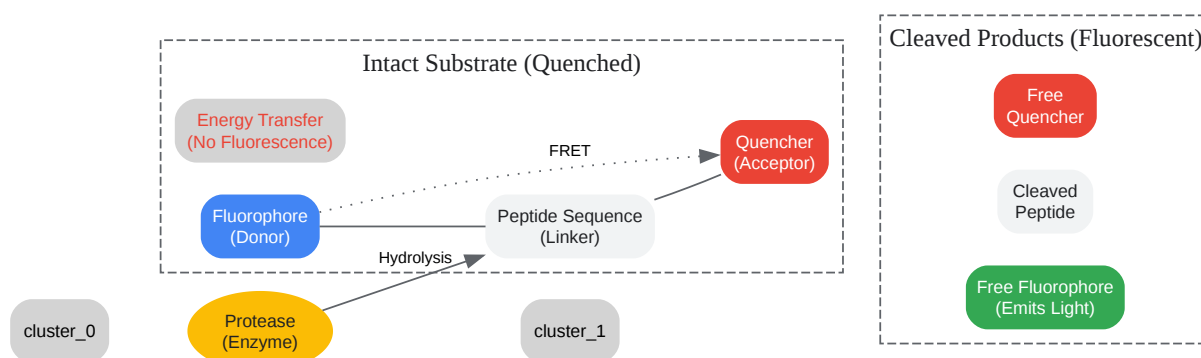 Intact Substrate (Quenched)
Energy Transfer
(No Fluorescence)
FRET
Quencher
(Acceptor)
Fluorophore
(Donor)
Peptide Sequence
(Linker)
Hydrolysis
Protease
(Enzyme)
cluster_0
cluster_1
Cleaved Products (Fluorescent)
Free
Quencher
Cleaved
Peptide
Free Fluorophore
(Emits Light)